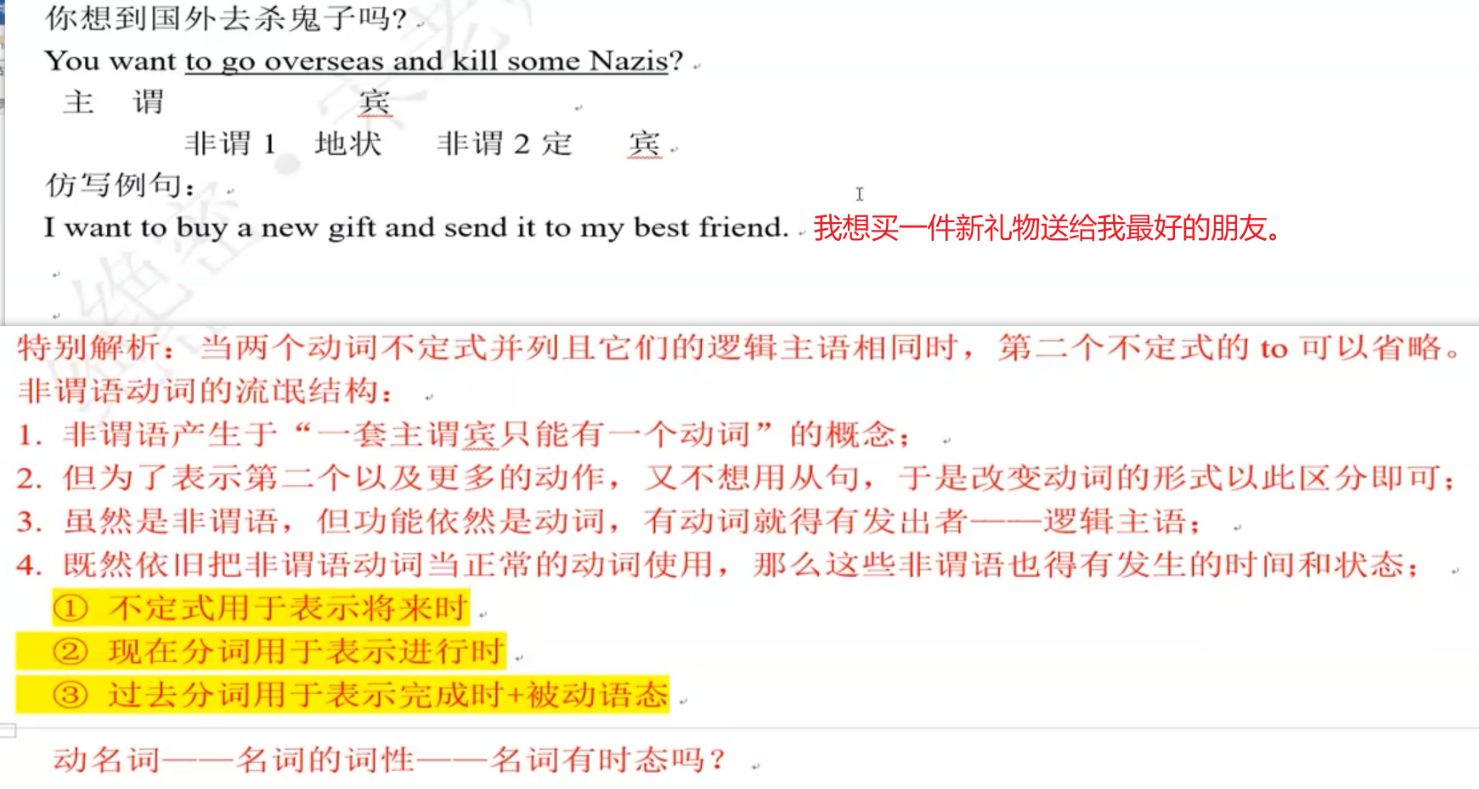 你想到国外去杀鬼子吗?
You want to go overseas and kill some Nazis?
主 谓 宾
非谓 1 地状 非谓 2 定 宾
仿写例句：
I want to buy a new gift and send it to my best friend. 我想买一件新礼物送给我最好的朋友。
特别解析：当两个动词不定式并列且它们的逻辑主语相同时，第二个不定式的 to 可以省略。
非谓语动词的流氓结构：
1. 非谓语产生于“一套主谓宾只能有一个动词”的概念；
2. 但为了表示第二个以及更多的动作，又不想用从句，于是改变动词的形式以此区分即可；
3. 虽然是非谓语，但功能依然是动词，有动词就得有发出者——逻辑主语；
4. 既然依旧把非谓语动词当正常的动词使用，那么这些非谓语也得有发生的时间和状态；
① 不定式用于表示将来时
② 现在分词用于表示进行时
③ 过去分词用于表示完成时+被动语态
动名词——名词的词性——名词有时态吗？